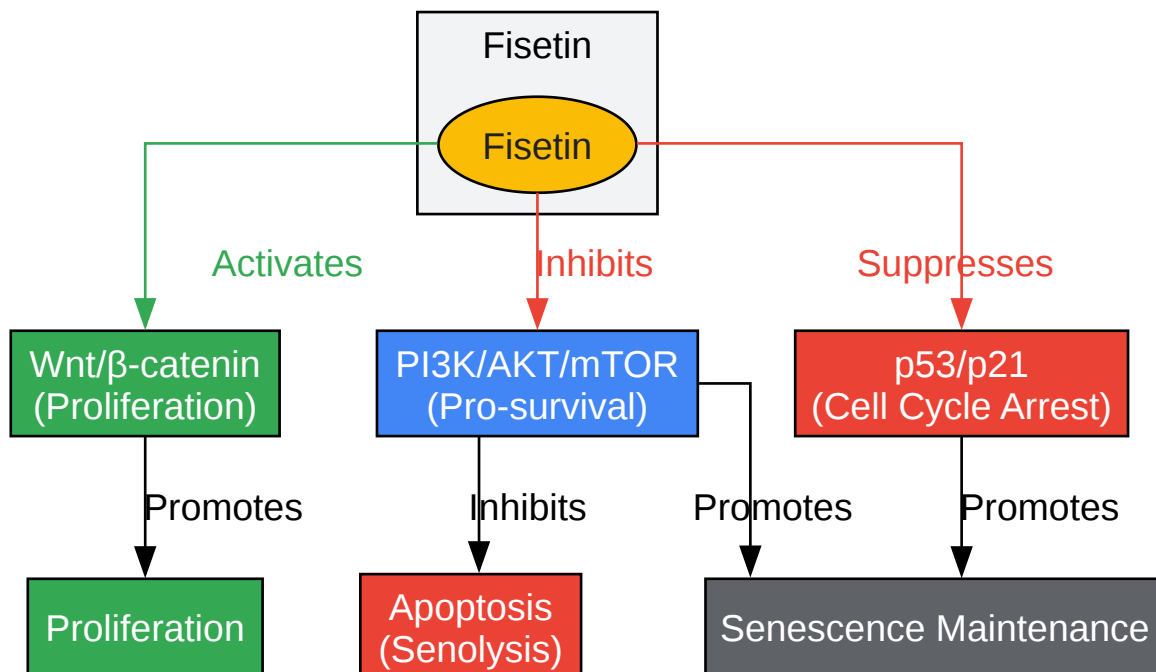 Fisetin
Fisetin
Activates
Inhibits
Suppresses
Wnt/β-catenin
(Proliferation)
PI3K/AKT/mTOR
(Pro-survival)
p53/p21
(Cell Cycle Arrest)
Promotes
Inhibits
Promotes
Promotes
Proliferation
Apoptosis
(Senolysis)
Senescence Maintenance